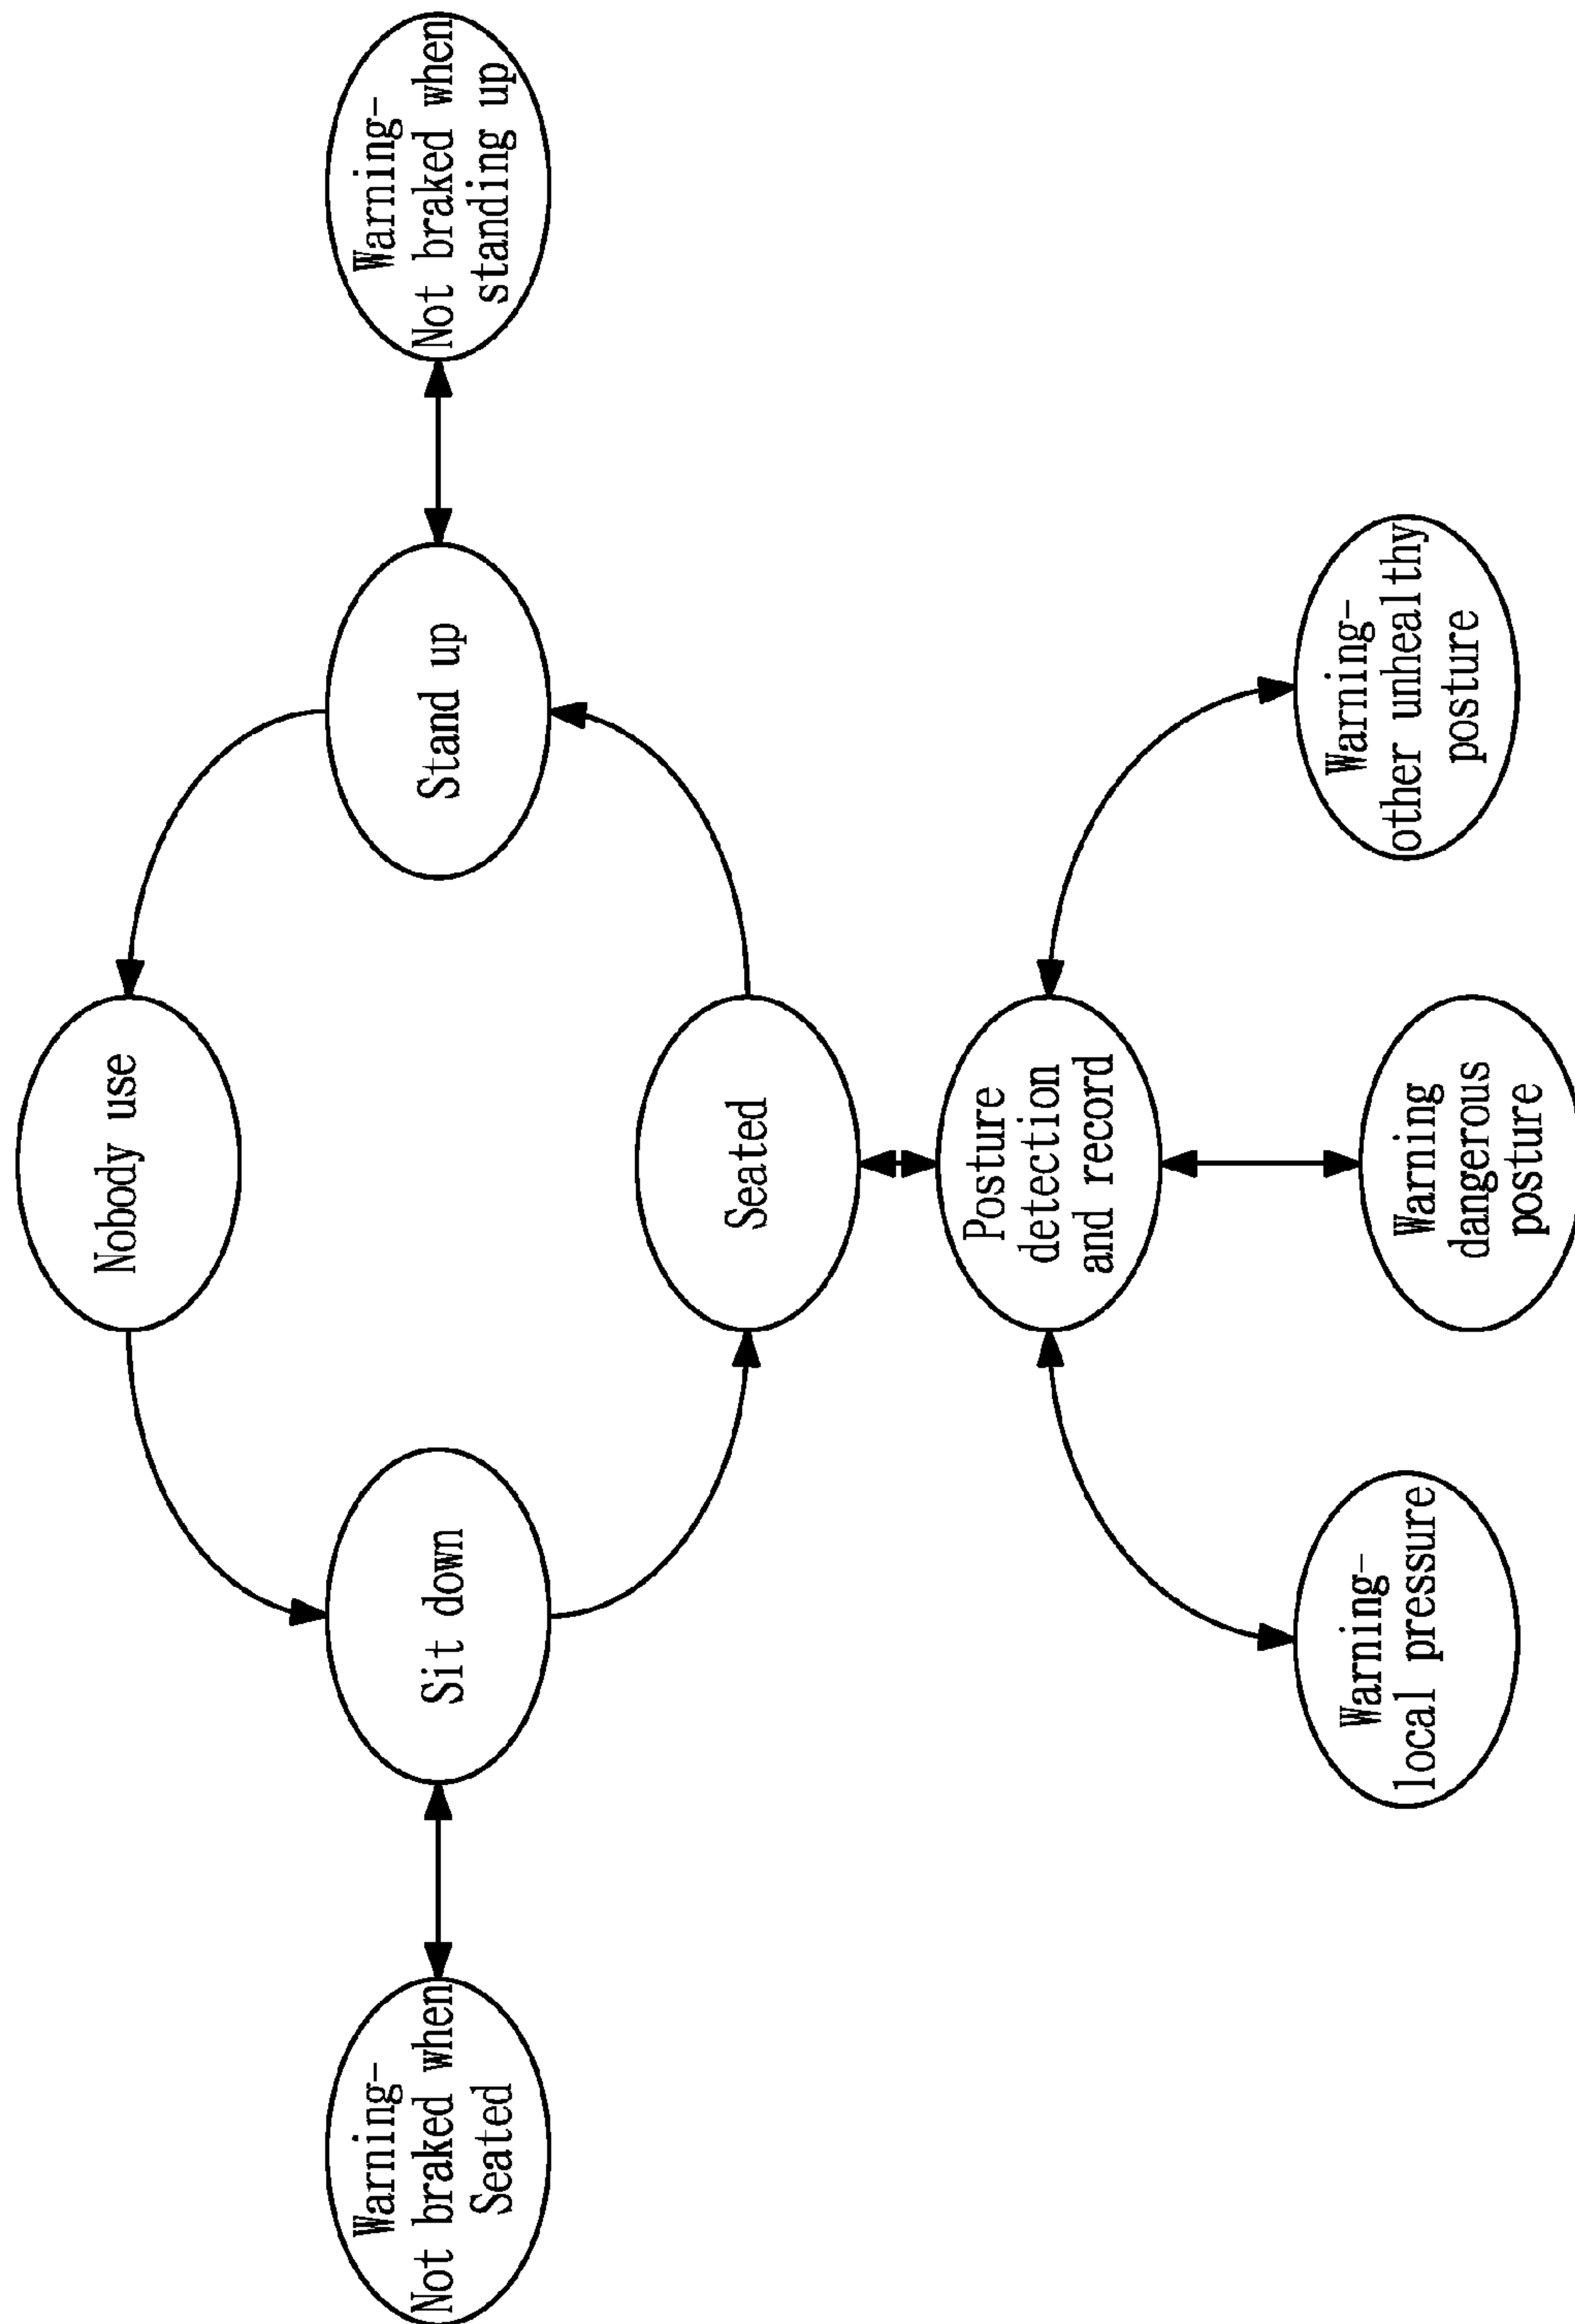 Nobody use
Warning-
Not braked when
Seated
Sit down
Stand up
Warning-
Not braked when
standing up
Seated
Posture
detection
and record
Warning-
local pressure
Warning
dangerous
posture
Warning-
other unhealthy
posture